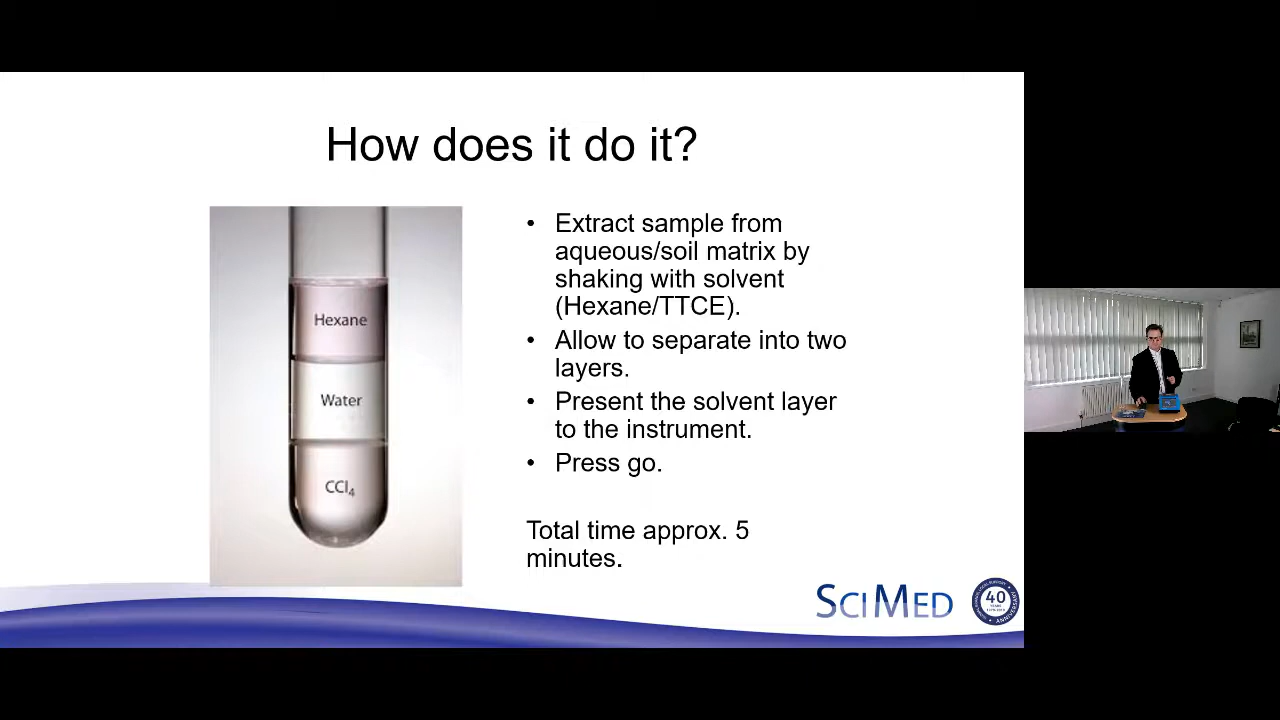 How does it do it?
Hexane
Water
CCl₄
• Extract sample from
aqueous/soil matrix by
shaking with solvent
(Hexane/TTCE).
• Allow to separate into two
layers.
• Present the solvent layer
to the instrument.
• Press go.
Total time approx. 5
minutes.
SCIMED
40
YEARS
ANNIVERSARY